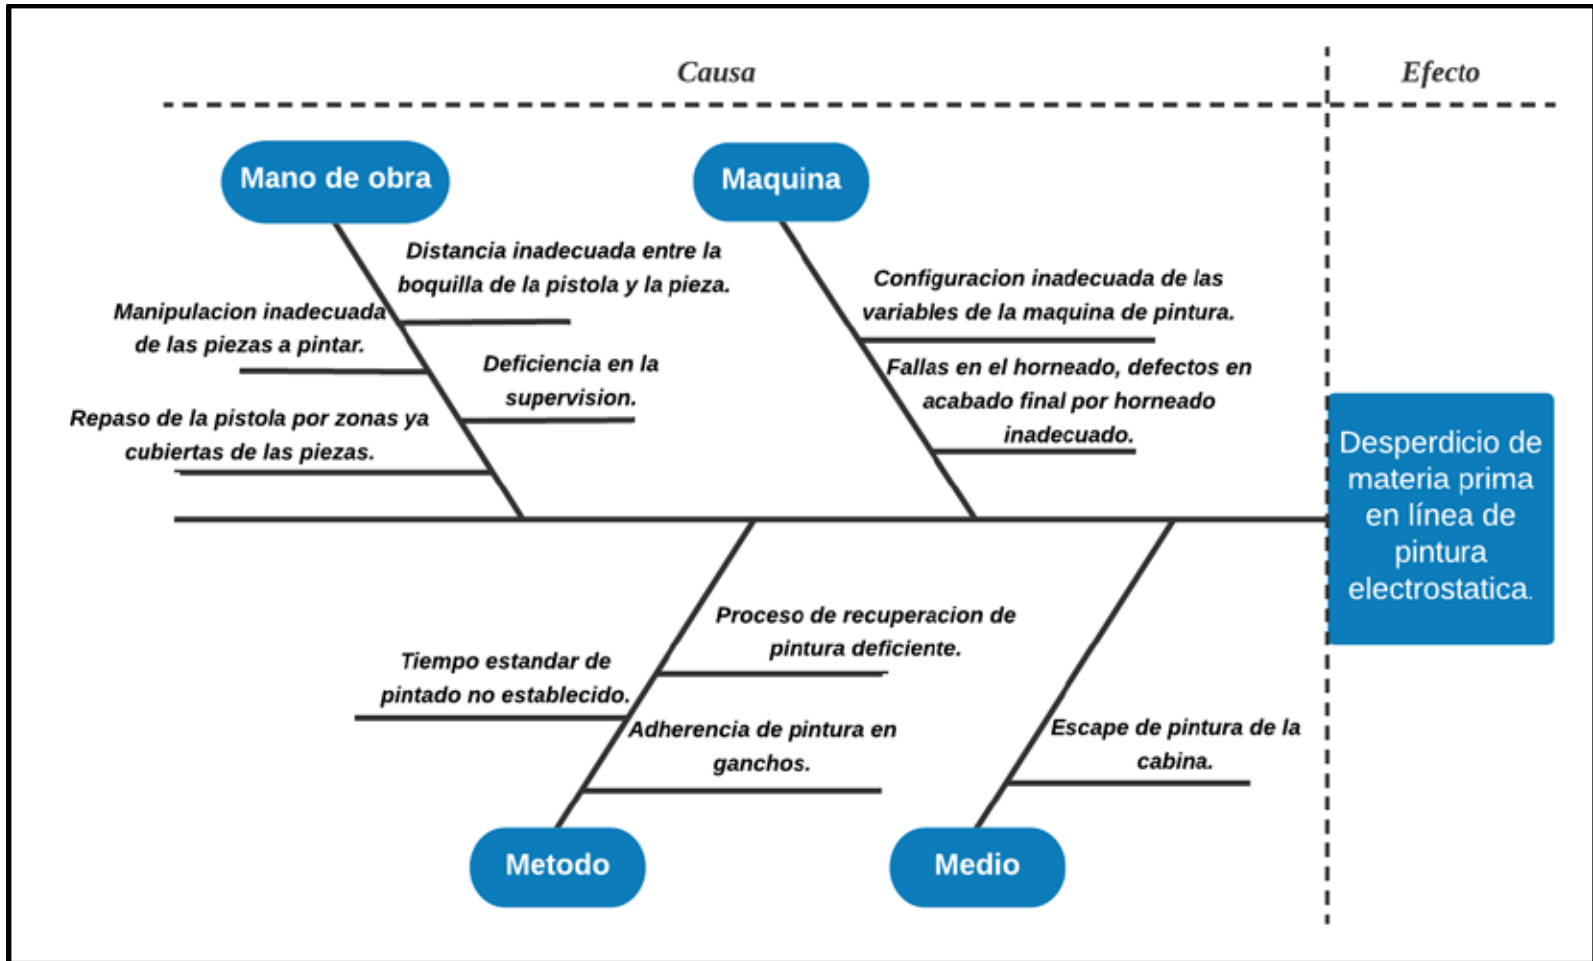 Causa
Efecto
Mano de obra
Maquina
Distancia inadecuada entre la
boquilla de la pistola y la pieza.
Manipulacion inadecuada
de las piezas a pintar.
Deficiencia en la
supervision.
Repaso de la pistola por zonas ya
cubiertas de las piezas.
Configuracion inadecuada de las
variables de la maquina de pintura.
Fallas en el horneado, defectos en
acabado final por horneado
inadecuado.
Desperdicio de
materia prima
en línea de
pintura
electrostatica.
Proceso de recuperacion de
pintura deficiente.
Tiempo estandar de
pintado no establecido.
Adherencia de pintura en
ganchos.
Escape de pintura de la
cabina.
Metodo
Medio